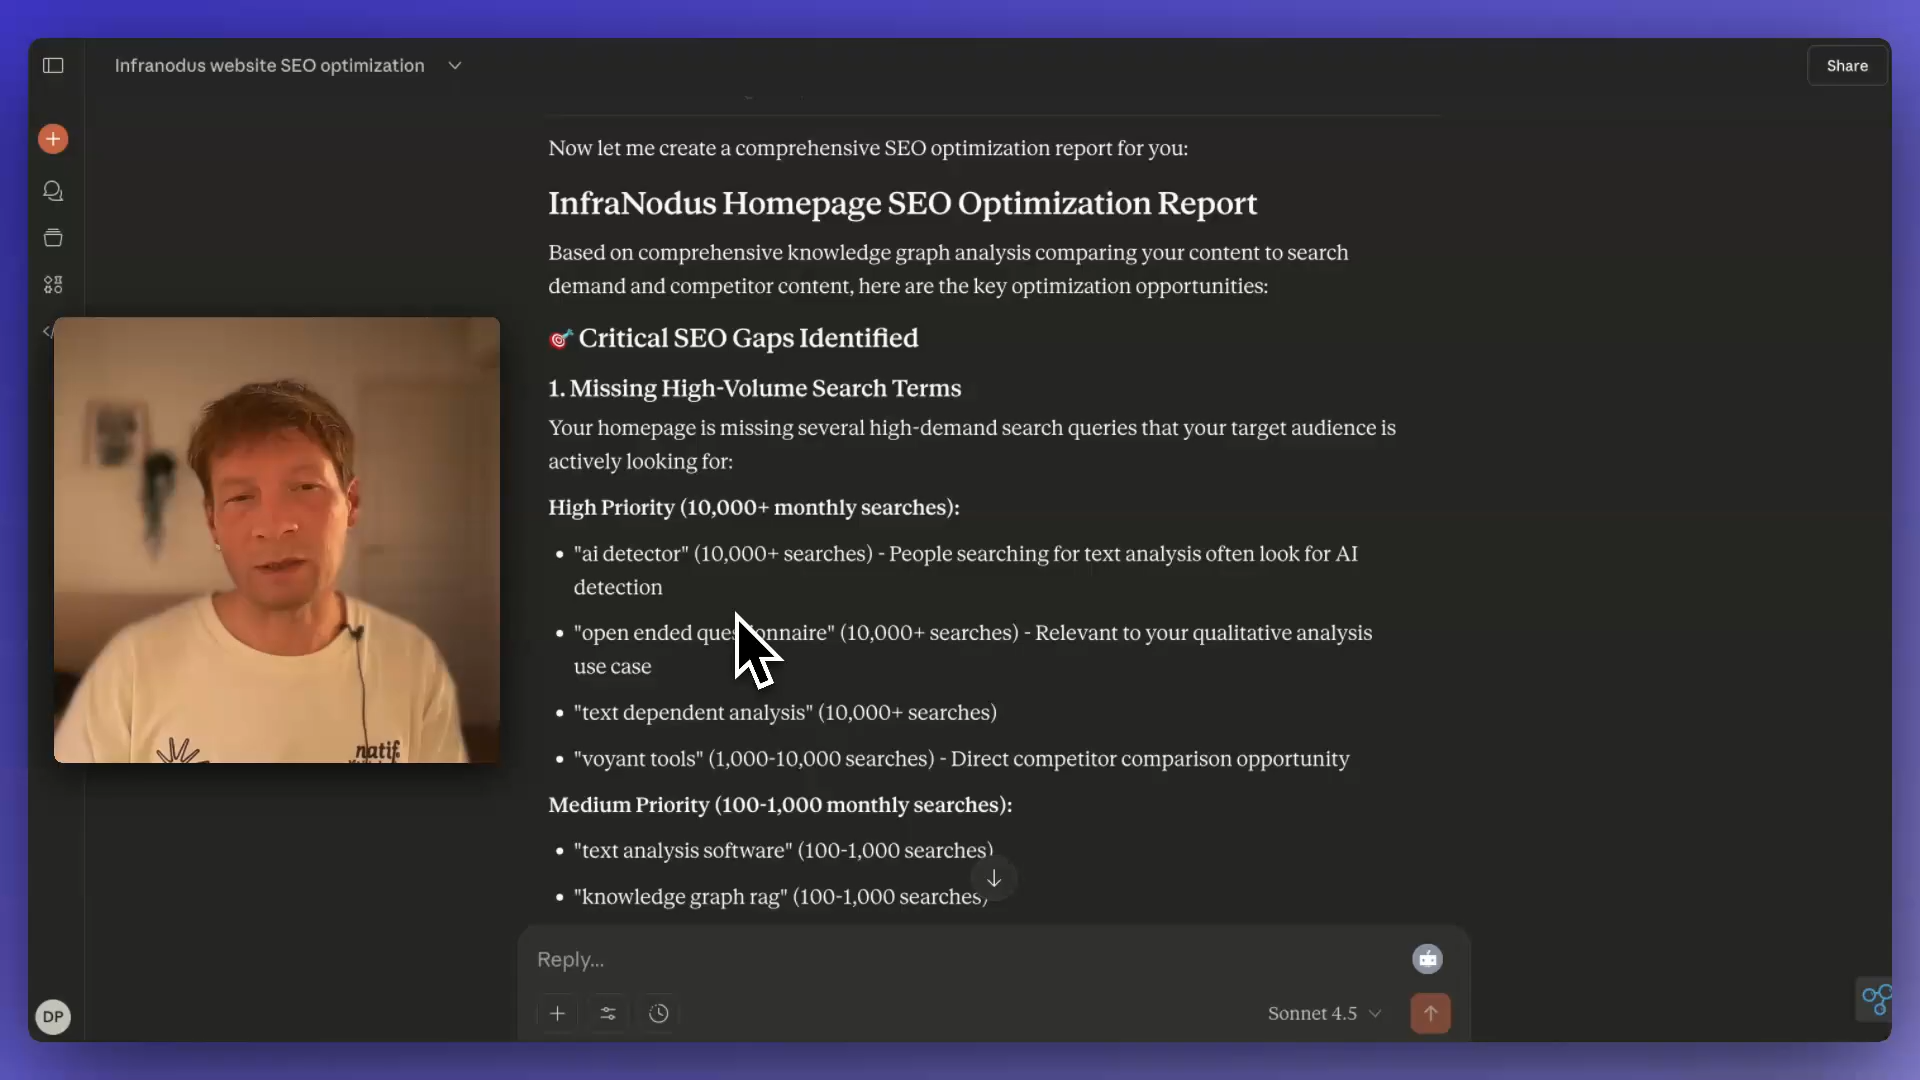 Infranodus website SEO optimization
Share
Now let me create a comprehensive SEO optimization report for you:
InfraNodus Homepage SEO Optimization Report
Based on comprehensive knowledge graph analysis comparing your content to search
demand and competitor content, here are the key optimization opportunities:
🎯 Critical SEO Gaps Identified
1. Missing High-Volume Search Terms
Your homepage is missing several high-demand search queries that your target audience is
actively looking for:
High Priority (10,000+ monthly searches):
• "ai detector" (10,000+ searches) - People searching for text analysis often look for AI
detection
• "open ended questionnaire" (10,000+ searches) - Relevant to your qualitative analysis
use case
• "text dependent analysis" (10,000+ searches)
• "voyant tools" (1,000-10,000 searches) - Direct competitor comparison opportunity
Medium Priority (100-1,000 monthly searches):
• "text analysis software" (100-1,000 searches)
• "knowledge graph rag" (100-1,000 searches)
natif
Reply...
Sonnet 4.5
DP